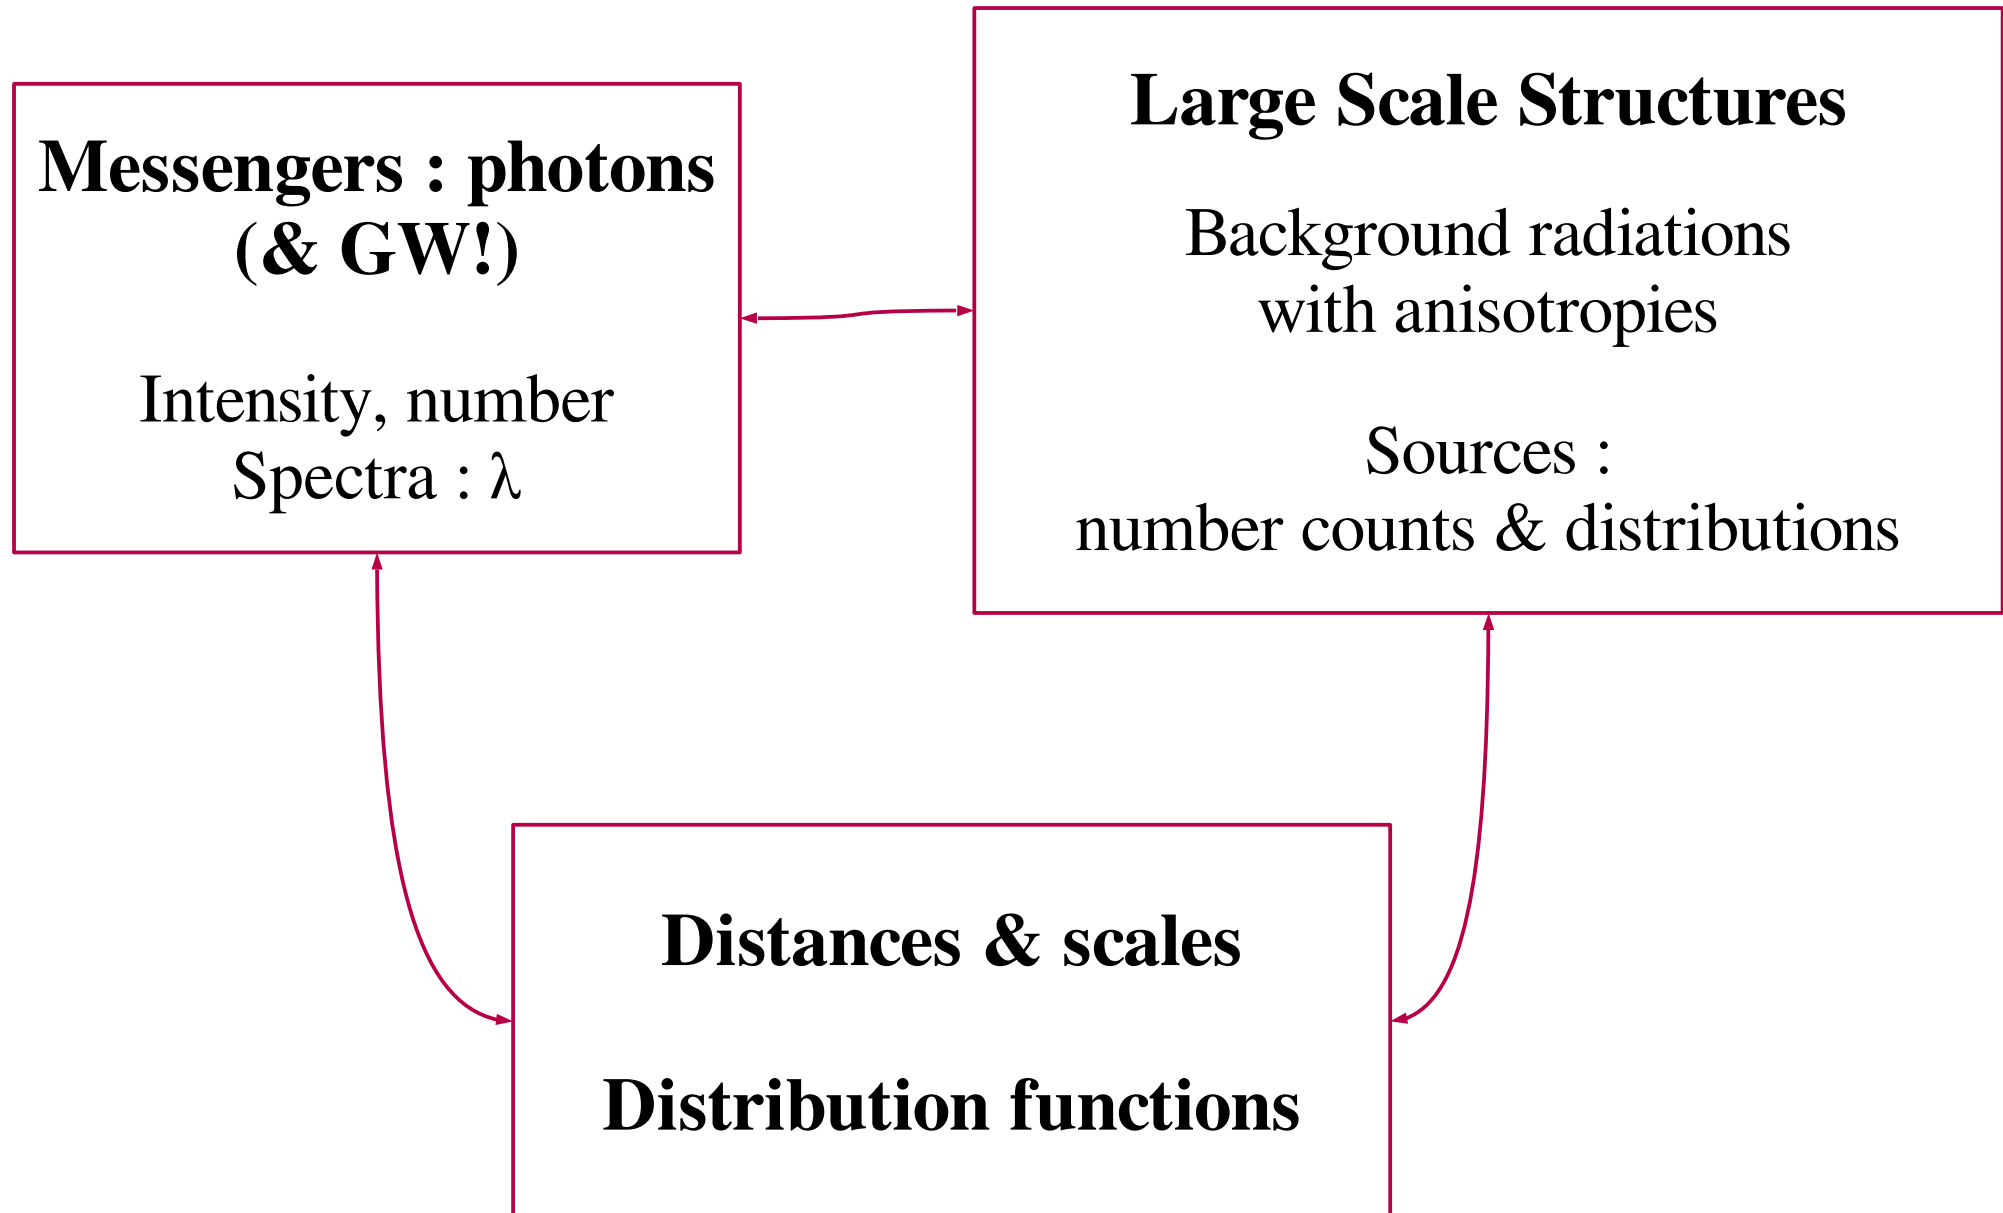 Messengers : photons
(& GW!)
Intensity, number
Spectra : λ
Large Scale Structures
Background radiations
with anisotropies
Sources :
number counts & distributions
Distances & scales
Distribution functions